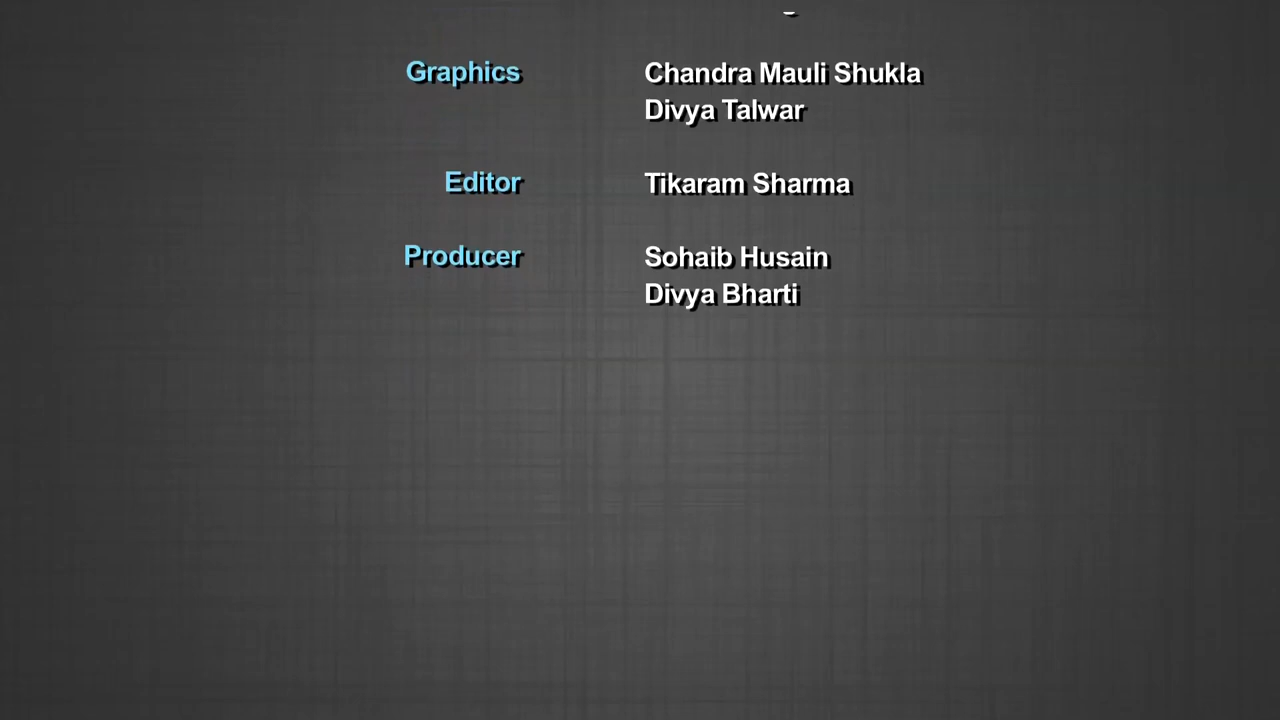 Graphics Chandra Mauli Shukla
Divya Talwar
Editor Tikaram Sharma
Producer Sohaib Husain
Divya Bharti